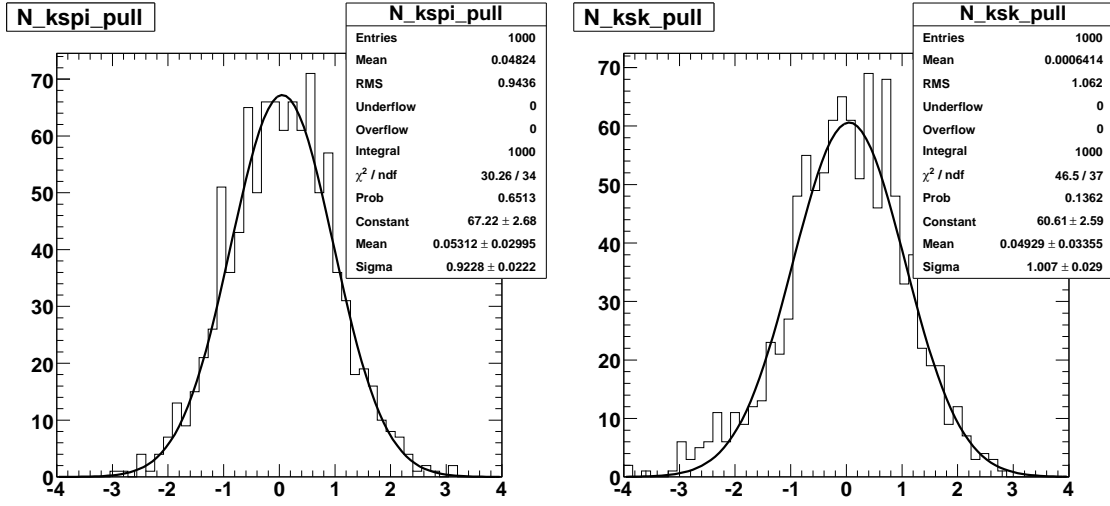 N_kspi_pull
N_kspi_pull
Entries 1000
Mean 0.04824
RMS 0.9436
Underflow 0
Overflow 0
Integral 1000
χ² / ndf 30.26 / 34
Prob 0.6513
Constant 67.22 ± 2.68
Mean 0.05312 ± 0.02995
Sigma 0.9228 ± 0.0222
70
60
50
40
30
20
10
0
-4 -3 -2 -1 0 1 2 3 4
N_ksk_pull
N_ksk_pull
Entries 1000
Mean 0.0006414
RMS 1.062
Underflow 0
Overflow 0
Integral 1000
χ² / ndf 46.5 / 37
Prob 0.1362
Constant 60.61 ± 2.59
Mean 0.04929 ± 0.03355
Sigma 1.007 ± 0.029
70
60
50
40
30
20
10
0
-4 -3 -2 -1 0 1 2 3 4